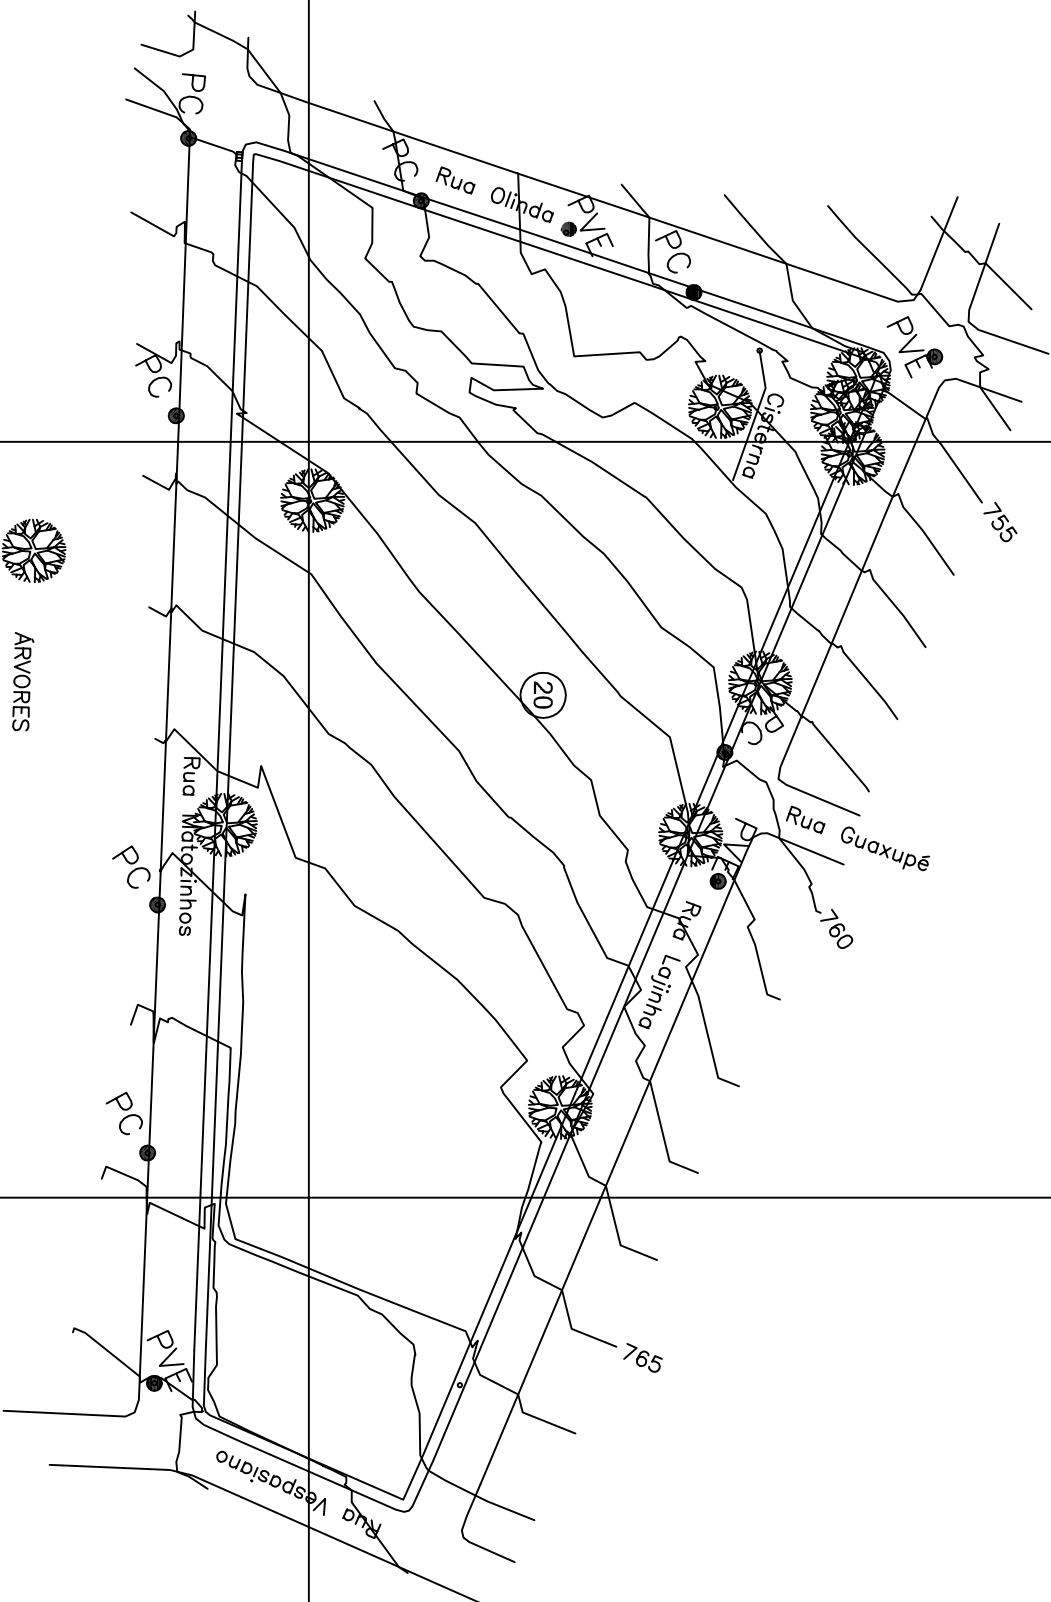 PC
PC
Rua Olinda
PVE
PC
PVE
PC
Cisterna
755
ÁRVORES
20
PC
Rua Guaxupé
PVE
Rua Matozinhos
PC
Rua Lajinha
760
PC
765
PVE
Rua Vespasiano